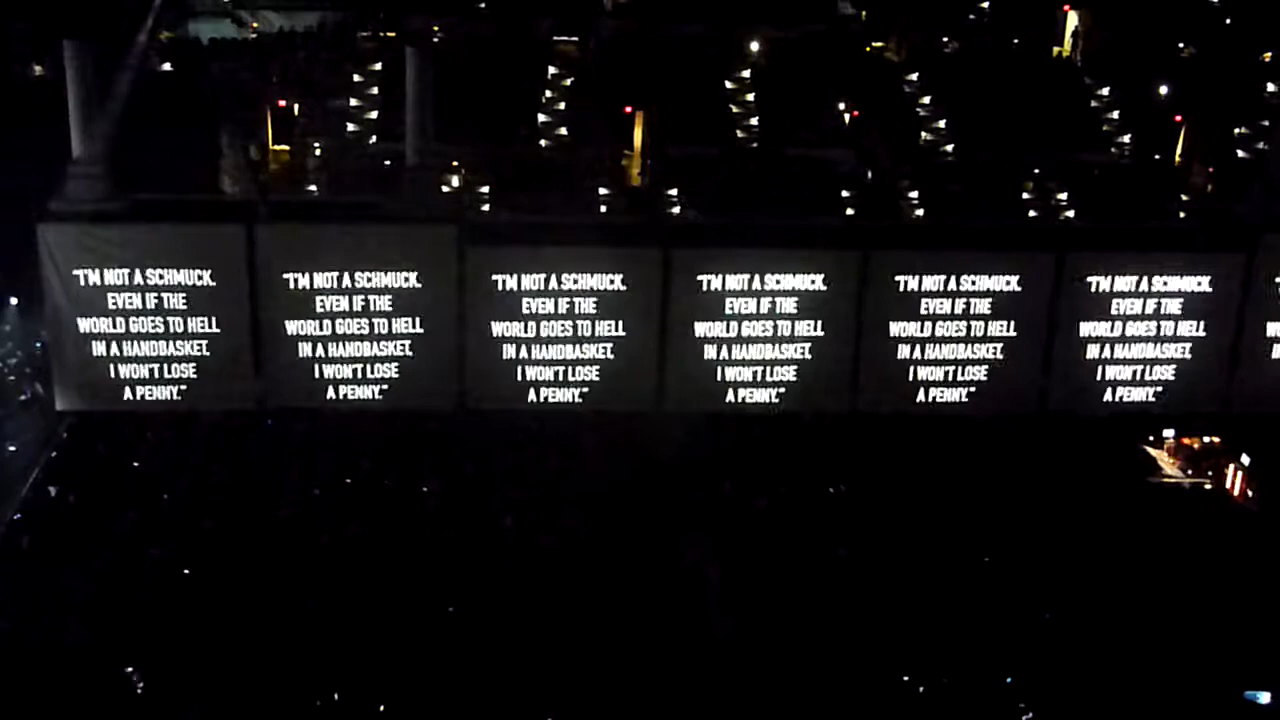 "I'M NOT A SCHMUCK.
EVEN IF THE
WORLD GOES TO HELL
IN A HANDBASKET,
I WON'T LOSE
A PENNY."
"I'M NOT A SCHMUCK.
EVEN IF THE
WORLD GOES TO HELL
IN A HANDBASKET,
I WON'T LOSE
A PENNY."
"I'M NOT A SCHMUCK.
EVEN IF THE
WORLD GOES TO HELL
IN A HANDBASKET,
I WON'T LOSE
A PENNY."
"I'M NOT A SCHMUCK.
EVEN IF THE
WORLD GOES TO HELL
IN A HANDBASKET,
I WON'T LOSE
A PENNY."
"I'M NOT A SCHMUCK.
EVEN IF THE
WORLD GOES TO HELL
IN A HANDBASKET,
I WON'T LOSE
A PENNY."
"I'M NOT A SCHMUCK.
EVEN IF THE
WORLD GOES TO HELL
IN A HANDBASKET,
I WON'T LOSE
A PENNY."